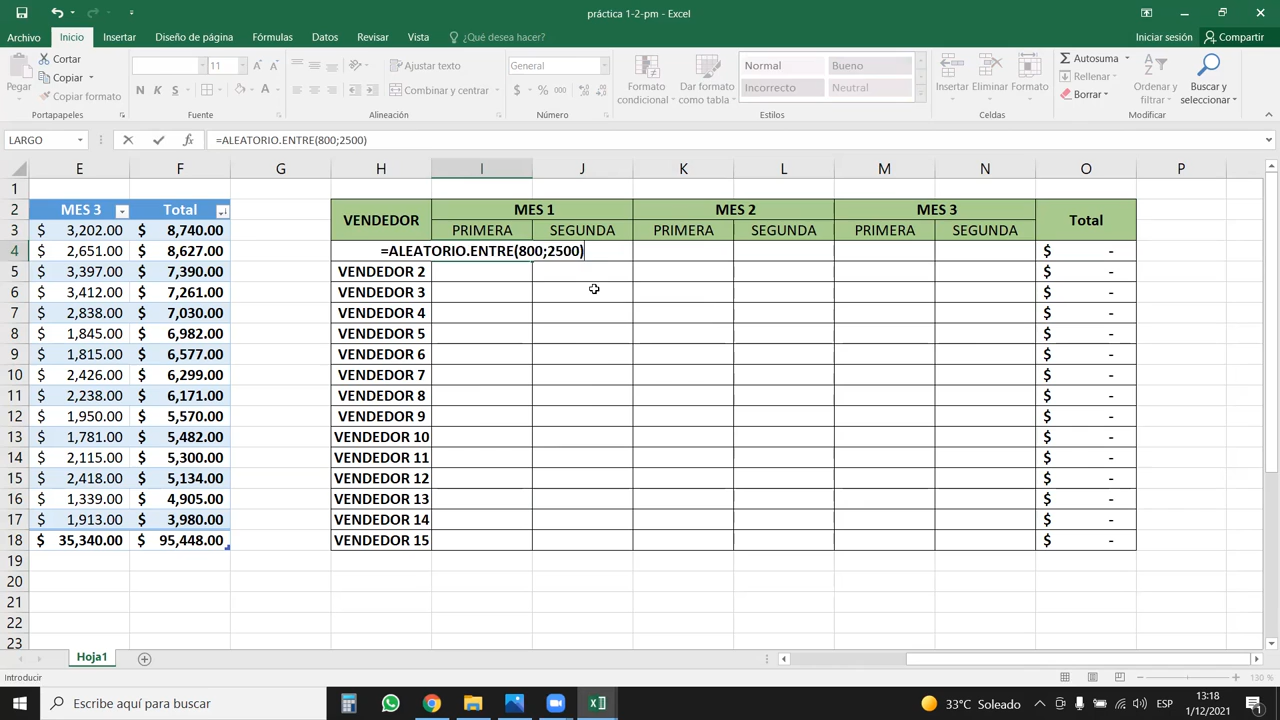 práctica 1-2-pm - Excel
Archivo Inicio Insertar Diseño de página Fórmulas Datos Revisar Vista ¿Qué desea hacer? Iniciar sesión Compartir
Pegar
Cortar
Copiar
Copiar formato
Portapapeles
11 A A
N K S A
Fuente
Ajustar texto
Combinar y centrar
Alineación
General
$ % 000
Número
Formato condicional
Dar formato como tabla
Normal Bueno
Incorrecto Neutral
Estilos
Insertar Eliminar Formato
Celdas
Autosuma
Rellenar
Borrar
Ordenar y filtrar
Buscar y seleccionar
Modificar
LARGO fx =ALEATORIO.ENTRE(800;2500)
E F G H I J K L M N O P
1
2 MES 3 Total VENDEDOR MES 1 MES 2 MES 3 Total
3 $ 3,202.00 $ 8,740.00 PRIMERA SEGUNDA PRIMERA SEGUNDA PRIMERA SEGUNDA
4 $ 2,651.00 $ 8,627.00 =ALEATORIO.ENTRE(800;2500) $ -
5 $ 3,397.00 $ 7,390.00 VENDEDOR 2 $ -
6 $ 3,412.00 $ 7,261.00 VENDEDOR 3 $ -
7 $ 2,838.00 $ 7,030.00 VENDEDOR 4 $ -
8 $ 1,845.00 $ 6,982.00 VENDEDOR 5 $ -
9 $ 1,815.00 $ 6,577.00 VENDEDOR 6 $ -
10 $ 2,426.00 $ 6,299.00 VENDEDOR 7 $ -
11 $ 2,238.00 $ 6,171.00 VENDEDOR 8 $ -
12 $ 1,950.00 $ 5,570.00 VENDEDOR 9 $ -
13 $ 1,781.00 $ 5,482.00 VENDEDOR 10 $ -
14 $ 2,115.00 $ 5,300.00 VENDEDOR 11 $ -
15 $ 2,418.00 $ 5,134.00 VENDEDOR 12 $ -
16 $ 1,339.00 $ 4,905.00 VENDEDOR 13 $ -
17 $ 1,913.00 $ 3,980.00 VENDEDOR 14 $ -
18 $ 35,340.00 $ 95,448.00 VENDEDOR 15 $ -
19
20
21
22
23
Hoja1
Introducir 130 %
Escribe aquí para buscar 33°C Soleado ESP 13:18
1/12/2021